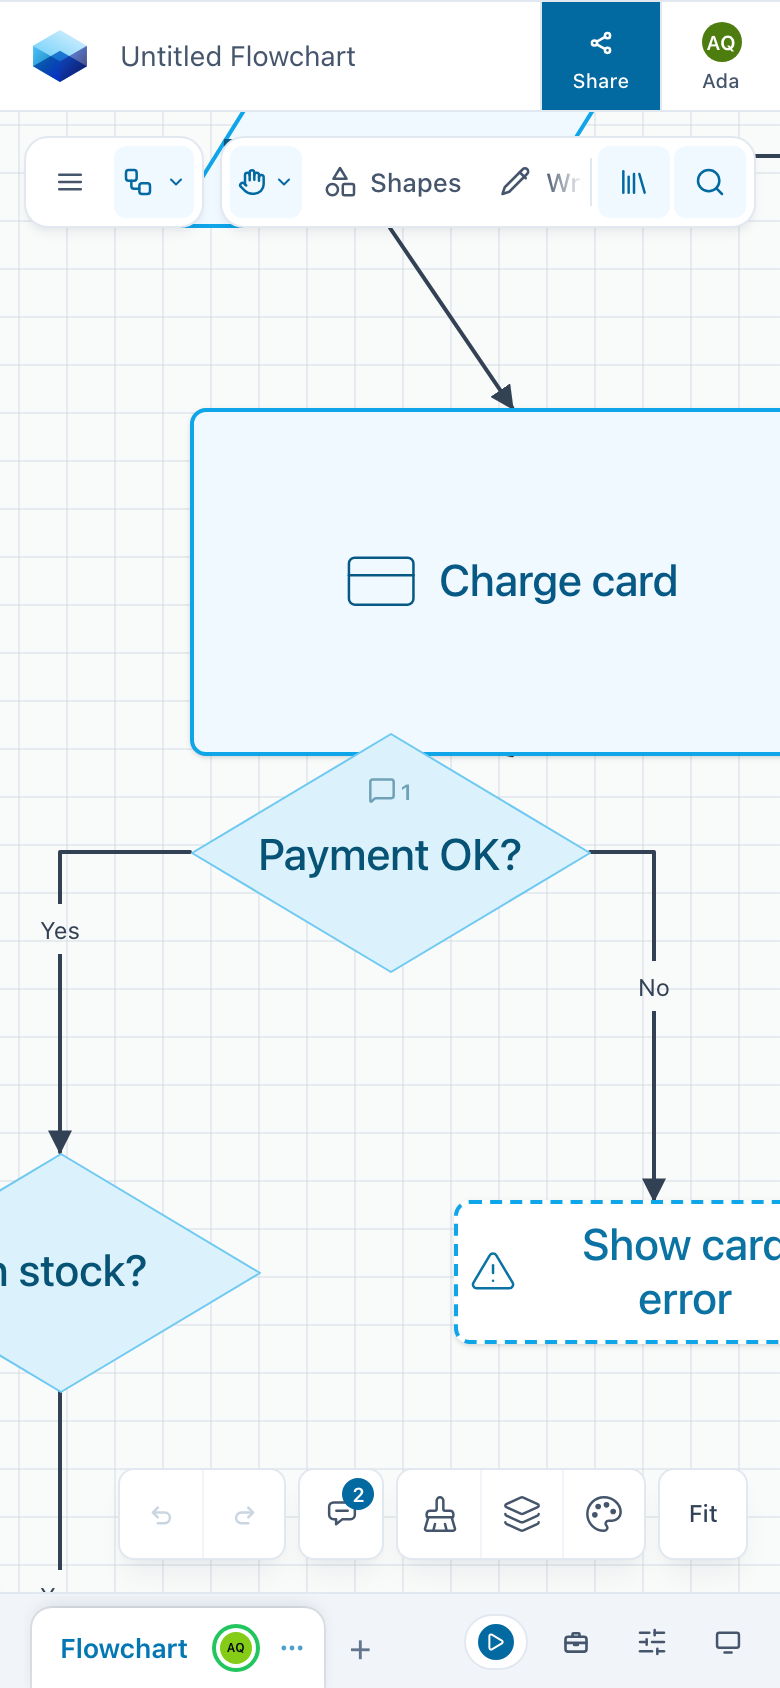 Untitled Flowchart
Share
AQ
Ada
Shapes
Charge card
1
Payment OK?
Yes
No
stock?
Show card
error
2
Fit
Flowchart
AQ